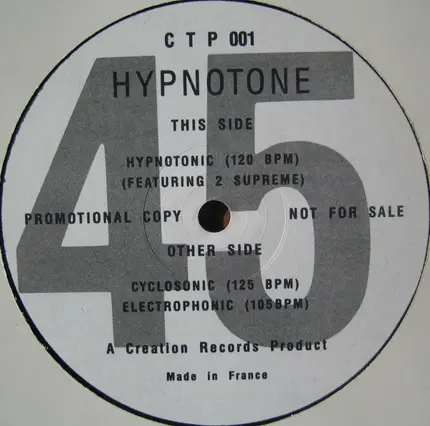 CTP 001
HYPNOTONE
THIS SIDE
HYPNOTONIC (120 BPM)
(FEATURING 2 SUPREME)
PROMOTIONAL COPY NOT FOR SALE
OTHER SIDE
CYCLOSONIC (125 BPM)
ELECTROPHONIC (105BPM)
A Creation Records Product
Made in France
45